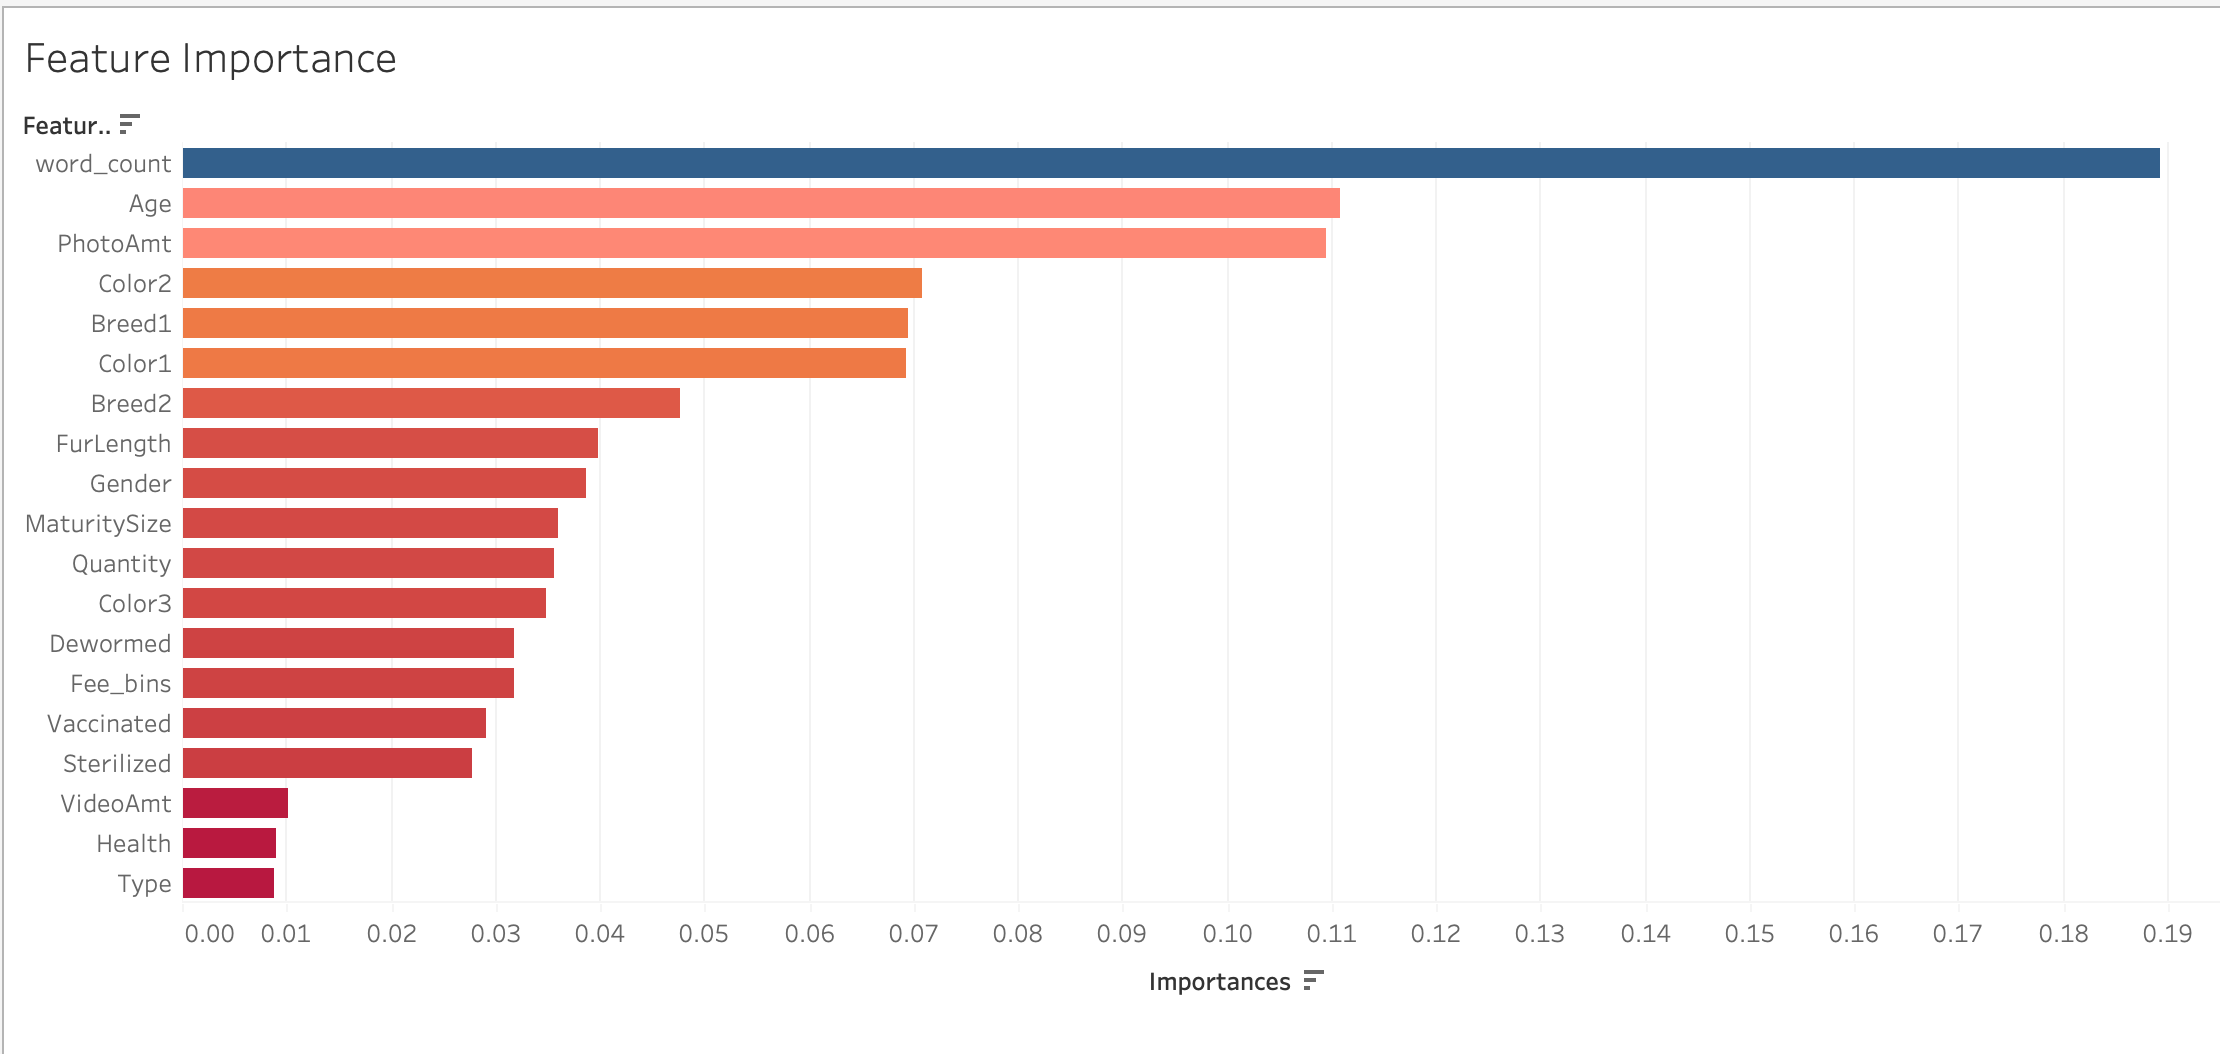 Feature Importance
Featur..
word_count
Age
PhotoAmt
Color2
Breed1
Color1
Breed2
FurLength
Gender
MaturitySize
Quantity
Color3
Dewormed
Fee_bins
Vaccinated
Sterilized
VideoAmt
Health
Type
0.00 0.01 0.02 0.03 0.04 0.05 0.06 0.07 0.08 0.09 0.10 0.11 0.12 0.13 0.14 0.15 0.16 0.17 0.18 0.19
Importances